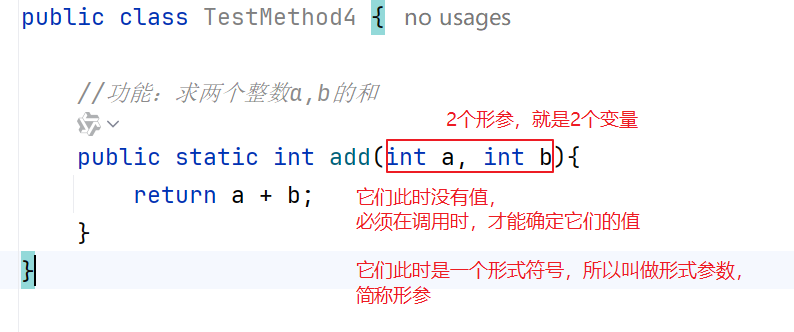 public class TestMethod4 { no usages
//功能：求两个整数a,b的和
2个形参，就是2个变量
public static int add(int a, int b){
return a + b;
它们此时没有值，
必须在调用时，才能确定它们的值
}
}
它们此时是一个形式符号，所以叫做形式参数，
简称形参